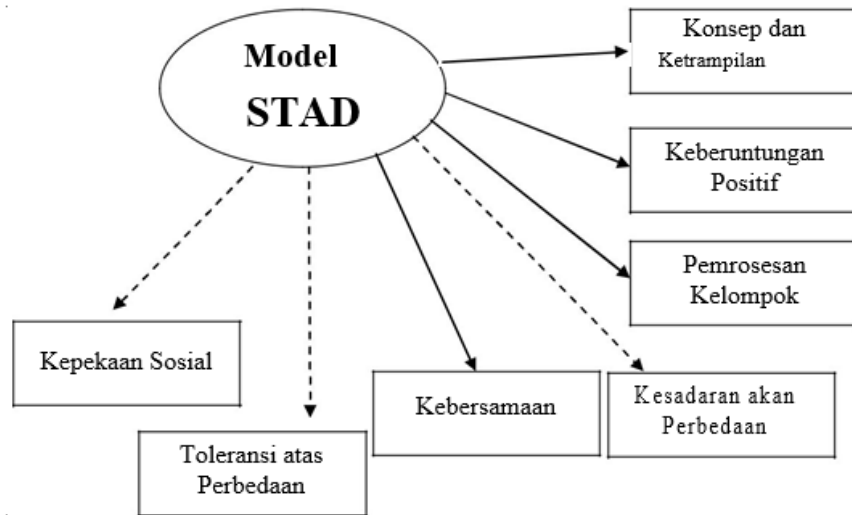 Model
STAD
Konsep dan
Ketrampilan
Keberuntungan
Positif
Pemrosesan
Kelompok
Kesadaran akan
Perbedaan
Kebersamaan
Toleransi atas
Perbedaan
Kepekaan Sosial